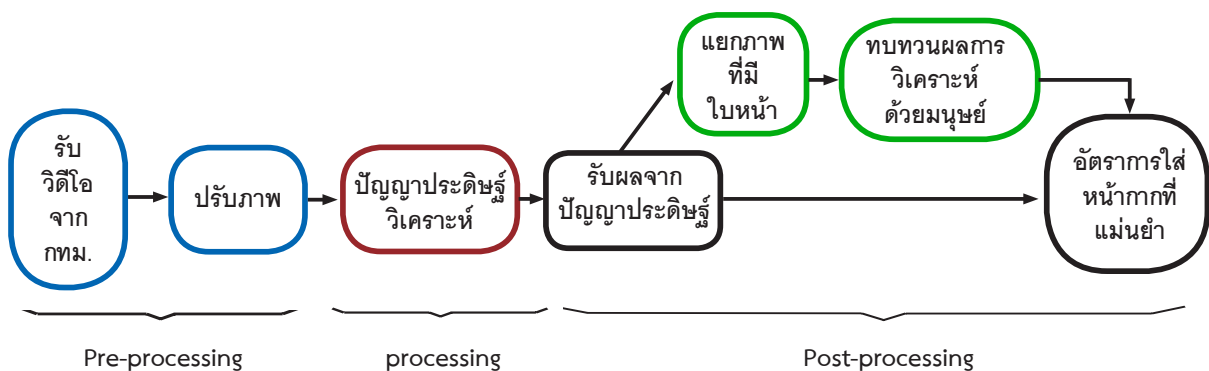 รับ
วิดีโอ
จาก
กทม.
ปรับภาพ
ปัญญาประดิษฐ์
วิเคราะห์
รับผลจาก
ปัญญาประดิษฐ์
แยกภาพ
ที่มี
ใบหน้า
ทบทวนผลการ
วิเคราะห์
ด้วยมนุษย์
อัตราการใส่
หน้ากากที่
แม่นยำ
Pre-processing
processing
Post-processing